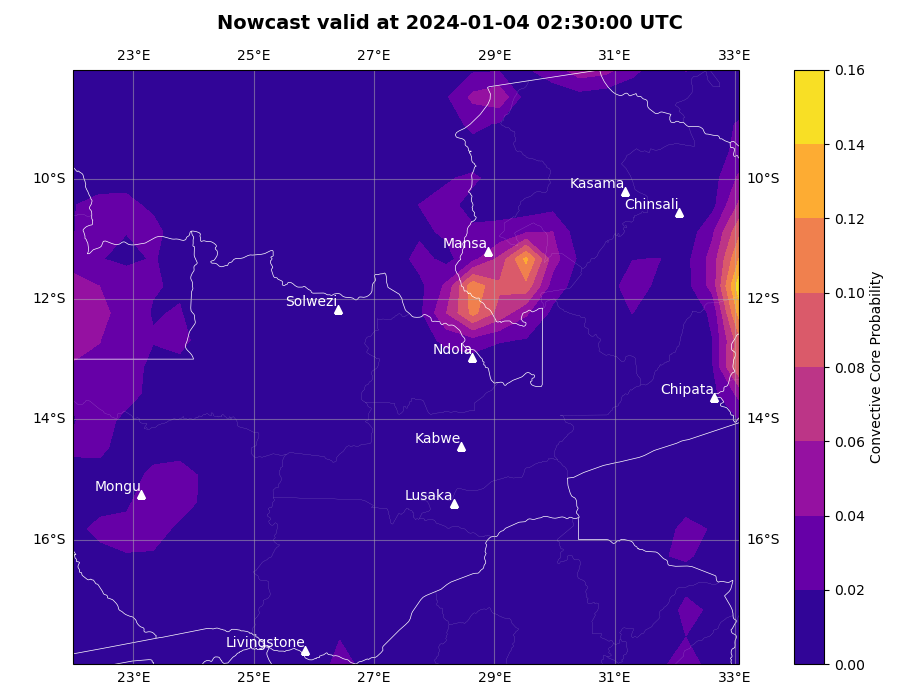 Nowcast valid at 2024-01-04 02:30:00 UTC
23°E 25°E 27°E 29°E 31°E 33°E
0.16
0.14
0.12
0.10
0.08
0.06
0.04
0.02
0.00
Convective Core Probability
10°S 10°S
12°S 12°S
14°S 14°S
16°S 16°S
Kasama
Chinsali
Mansa
Solwezi
Ndola
Chipata
Kabwe
Mongu
Lusaka
Livingstone
23°E 25°E 27°E 29°E 31°E 33°E